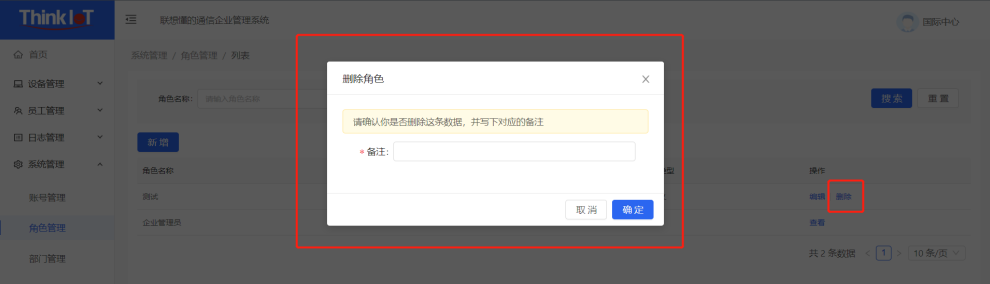 Think IoT
联想懂的通信企业管理系统
国际中心
首页
系统管理 / 角色管理 / 列表
设备管理
员工管理
日志管理
系统管理
账号管理
角色管理
部门管理
角色名称: 请输入角色名称
搜 索 重 置
新 增
删除角色
请确认你是否删除这条数据，并写下对应的备注
* 备注:
取 消 确 定
角色名称 型 操作
测试 编辑 删除
企业管理员 查看
共 2 条数据 < 1 > 10 条/页